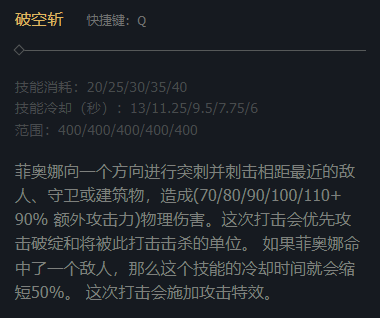 破空斩 快捷键：Q
技能消耗：20/25/30/35/40
技能冷却（秒）：13/11.25/9.5/7.75/6
范围：400/400/400/400/400
菲奥娜向一个方向进行突刺并刺击相距最近的敌
人、守卫或建筑物，造成(70/80/90/100/110+
90% 额外攻击力)物理伤害。这次打击会优先攻
击破绽和将被此打击击杀的单位。 如果菲奥娜命
中了一个敌人，那么这个技能的冷却时间就会缩
短50%。 这次打击会施加攻击特效。